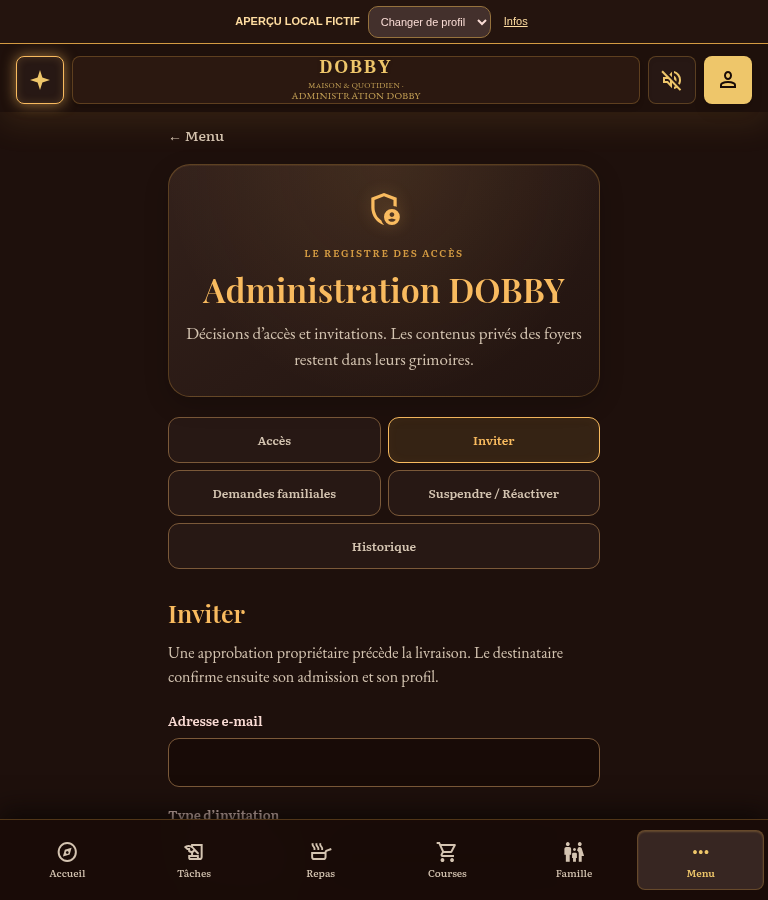 APERÇU LOCAL FICTIF
Changer de profil
Infos
DOBBY
MAISON & QUOTIDIEN ·
ADMINISTRATION DOBBY
← Menu
LE REGISTRE DES ACCÈS
Administration DOBBY
Décisions d’accès et invitations. Les contenus privés des foyers
restent dans leurs grimoires.
Accès
Inviter
Demandes familiales
Suspendre / Réactiver
Historique
Inviter
Une approbation propriétaire précède la livraison. Le destinataire
confirme ensuite son admission et son profil.
Adresse e-mail
Type d’invitation
Accueil
Tâches
Repas
Courses
Famille
Menu